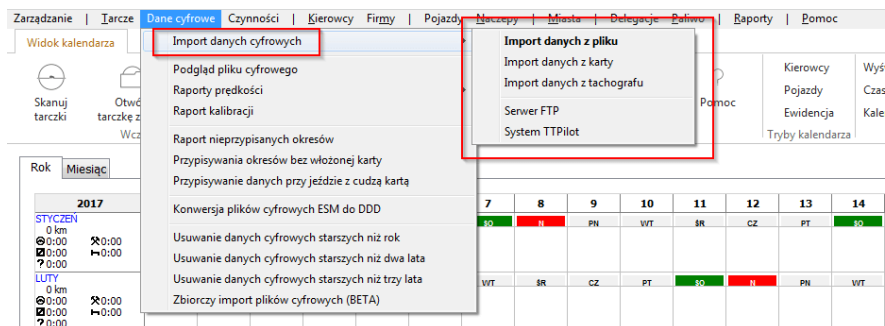 Zarządzanie | Tarcze Dane cyfrowe Czynności | Kierowcy Firmy | Pojazdy Naczepy | Miasta | Delegacje Paliwo | Raporty | Pomoc
Widok kalendarza
Import danych cyfrowych
Podgląd pliku cyfrowego
Raporty prędkości
Raport kalibracji
Raport nieprzypisanych okresów
Przypisywania okresów bez włożonej karty
Przypisywanie danych przy jeździe z cudzą kartą
Konwersja plików cyfrowych ESM do DDD
Usuwanie danych cyfrowych starszych niż rok
Usuwanie danych cyfrowych starszych niż dwa lata
Usuwanie danych cyfrowych starszych niż trzy lata
Zbiorczy import plików cyfrowych (BETA)
Import danych z pliku
Import danych z karty
Import danych z tachografu
Serwer FTP
System TTPilot
Skanuj
tarczki
Otwó
tarczkę z
Wcz
Pomoc
Kierowcy Wyś
Pojazdy Czas
Ewidencja Kale
Tryby kalendarza
Rok Miesiąc
2017 7 8 9 10 11 12 13 14
STYCZEŃ SO N PN WT ŚR CZ PT SO
0 km
0:00 0:00
0:00 0:00
? 0:00
LUTY WT ŚR CZ PT SO N PN WT
0 km
0:00 0:00
0:00 0:00
? 0:00